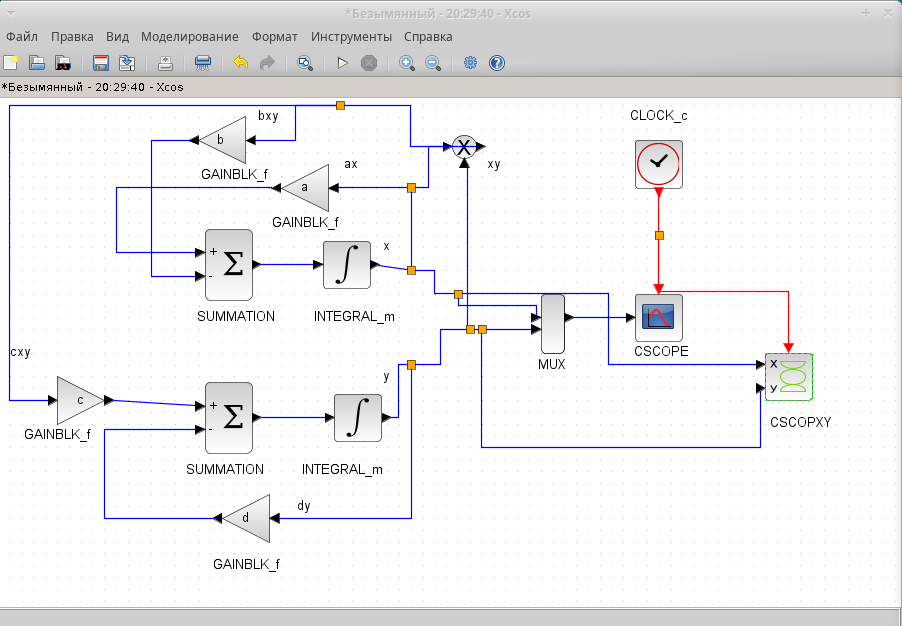 *Безымянный - 20:29:40 - Xcos
Файл Правка Вид Моделирование Формат Инструменты Справка
*Безымянный - 20:29:40 - Xcos
bxy
CLOCK_c
b
X
ax
xy
GAINBLK_f
a
GAINBLK_f
+
Σ
-
∫
x
SUMMATION
INTEGRAL_m
cxy
MUX
CSCOPE
X
y
y
c
+
Σ
-
∫
CSCOPXY
GAINBLK_f
SUMMATION
INTEGRAL_m
dy
d
GAINBLK_f